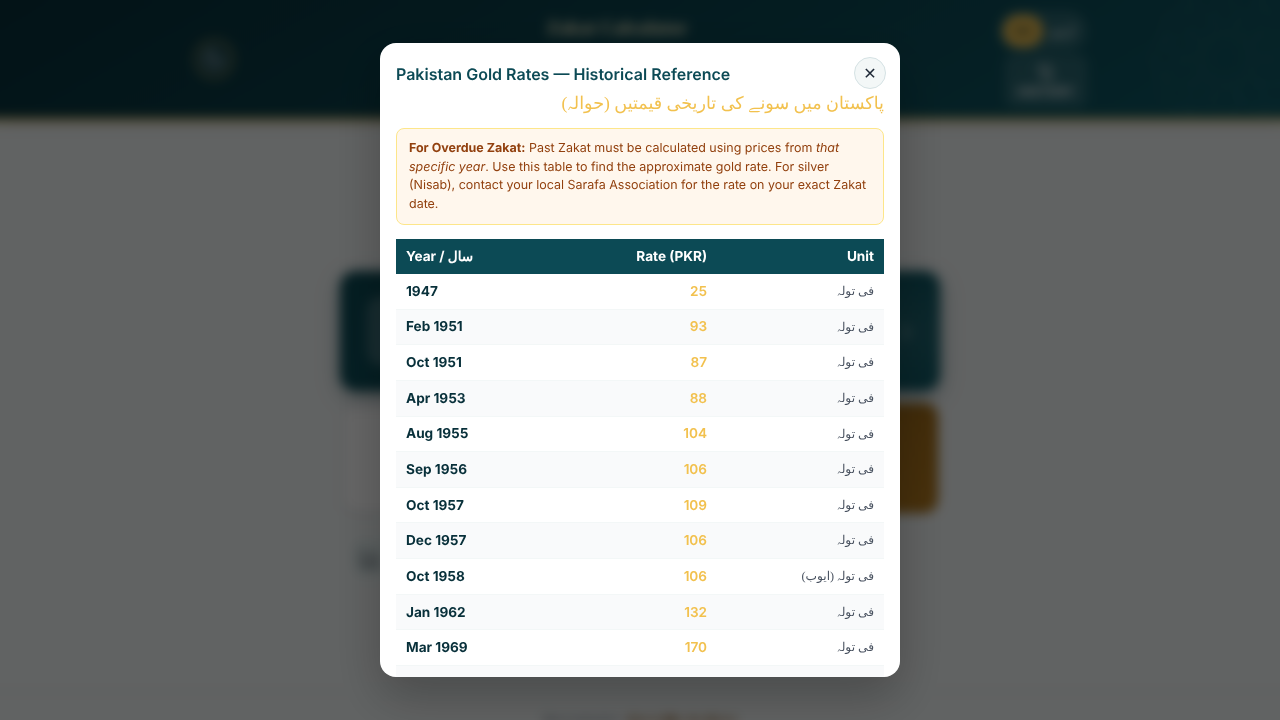 Pakistan Gold Rates — Historical Reference
✕
پاکستان میں سونے کی تاریخی قیمتیں (حوالہ)
For Overdue Zakat: Past Zakat must be calculated using prices from that
specific year. Use this table to find the approximate gold rate. For silver
(Nisab), contact your local Sarafa Association for the rate on your exact Zakat
date.
Year / سال Rate (PKR) Unit
1947 25 فی تولہ
Feb 1951 93 فی تولہ
Oct 1951 87 فی تولہ
Apr 1953 88 فی تولہ
Aug 1955 104 فی تولہ
Sep 1956 106 فی تولہ
Oct 1957 109 فی تولہ
Dec 1957 106 فی تولہ
Oct 1958 106 فی تولہ (ایوب)
Jan 1962 132 فی تولہ
Mar 1969 170 فی تولہ